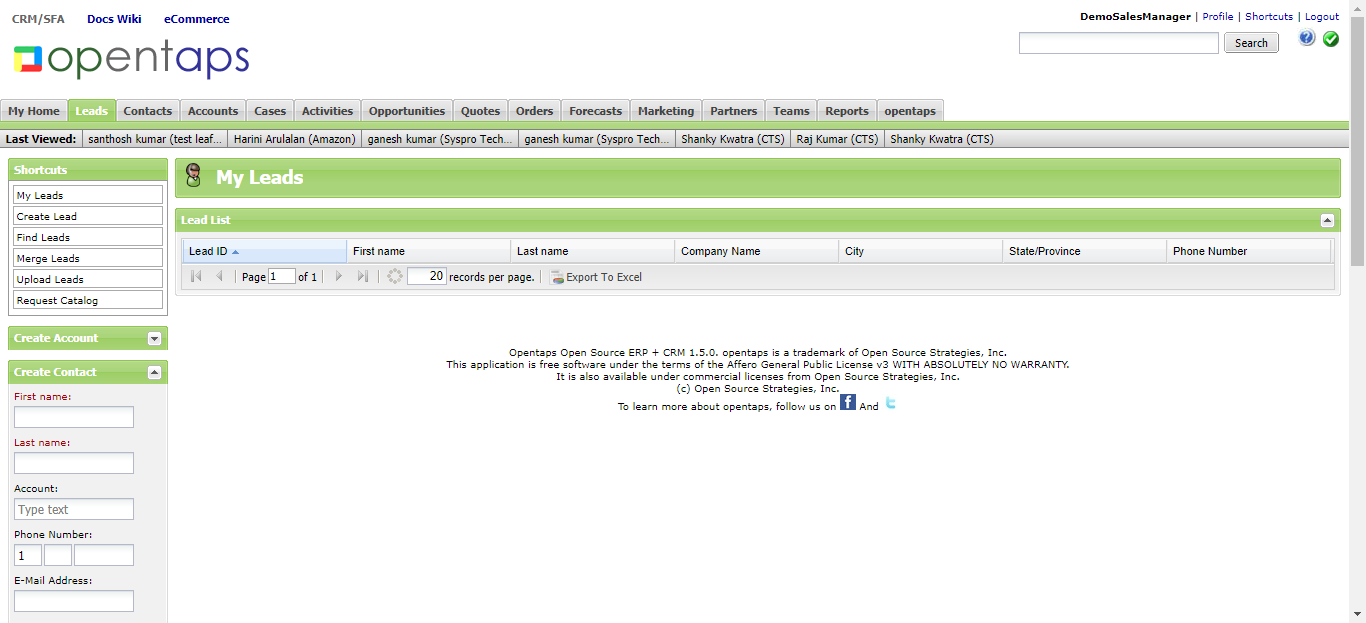 CRM/SFA Docs Wiki eCommerce
DemoSalesManager | Profile | Shortcuts | Logout
opentaps
Search
My Home Leads Contacts Accounts Cases Activities Opportunities Quotes Orders Forecasts Marketing Partners Teams Reports opentaps
Last Viewed: santhosh kumar (test leaf... Harini Arulalan (Amazon) ganesh kumar (Syspro Tech... ganesh kumar (Syspro Tech... Shanky Kwatra (CTS) Raj Kumar (CTS) Shanky Kwatra (CTS)
Shortcuts
My Leads
Create Lead
Find Leads
Merge Leads
Upload Leads
Request Catalog
Create Account
Create Contact
First name:
Last name:
Account:
Type text
Phone Number:
1
E-Mail Address:
My Leads
Lead List
Lead ID First name Last name Company Name City State/Province Phone Number
Page 1 of 1 20 records per page. Export To Excel
Opentaps Open Source ERP + CRM 1.5.0. opentaps is a trademark of Open Source Strategies, Inc.
This application is free software under the terms of the Affero General Public License v3 WITH ABSOLUTELY NO WARRANTY.
It is also available under commercial licenses from Open Source Strategies, Inc.
(c) Open Source Strategies, Inc.
To learn more about opentaps, follow us on f And t